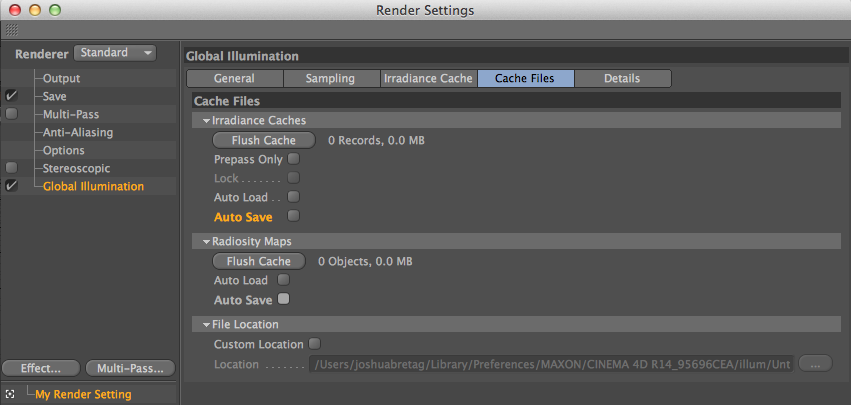 Render Settings
Renderer Standard
Output
Save
Multi-Pass
Anti-Aliasing
Options
Stereoscopic
Global Illumination
Effect... Multi-Pass...
My Render Setting
Global Illumination
General Sampling Irradiance Cache Cache Files Details
Cache Files
Irradiance Caches
Flush Cache 0 Records, 0.0 MB
Prepass Only
Lock . . . . . . .
Auto Load . .
Auto Save
Radiosity Maps
Flush Cache 0 Objects, 0.0 MB
Auto Load
Auto Save
File Location
Custom Location
Location . . . . . . . /Users/joshuabretag/Library/Preferences/MAXON/CINEMA 4D R14_95696CEA/illum/Unt ...